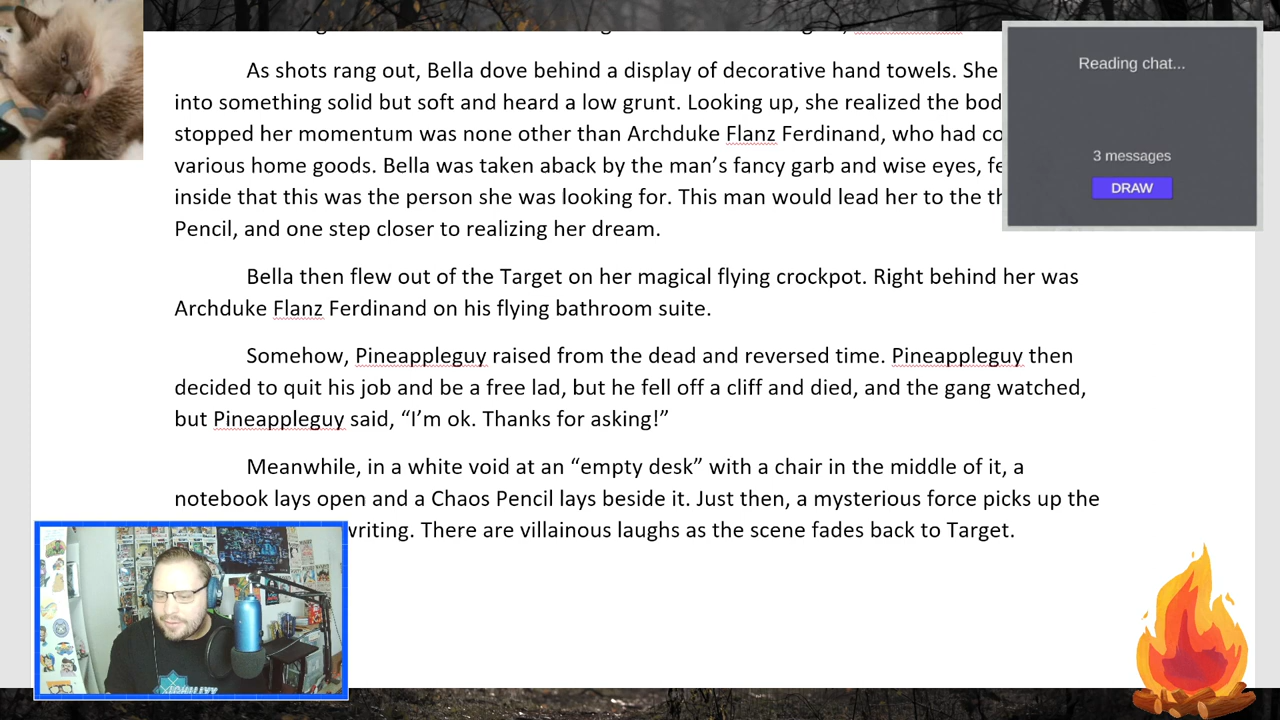 As shots rang out, Bella dove behind a display of decorative hand towels. She
into something solid but soft and heard a low grunt. Looking up, she realized the
stopped her momentum was none other than Archduke Flanz Ferdinand, who had
various home goods. Bella was taken aback by the man’s fancy garb and wise eyes,
inside that this was the person she was looking for. This man would lead her to the
Pencil, and one step closer to realizing her dream.
Bella then flew out of the Target on her magical flying crockpot. Right behind her was
Archduke Flanz Ferdinand on his flying bathroom suite.
Somehow, Pineappleguy raised from the dead and reversed time. Pineappleguy then
decided to quit his job and be a free lad, but he fell off a cliff and died, and the gang watched,
but Pineappleguy said, “I’m ok. Thanks for asking!”
Meanwhile, in a white void at an “empty desk” with a chair in the middle of it, a
notebook lays open and a Chaos Pencil lays beside it. Just then, a mysterious force picks up the
writing. There are villainous laughs as the scene fades back to Target.
Reading chat...
3 messages
DRAW